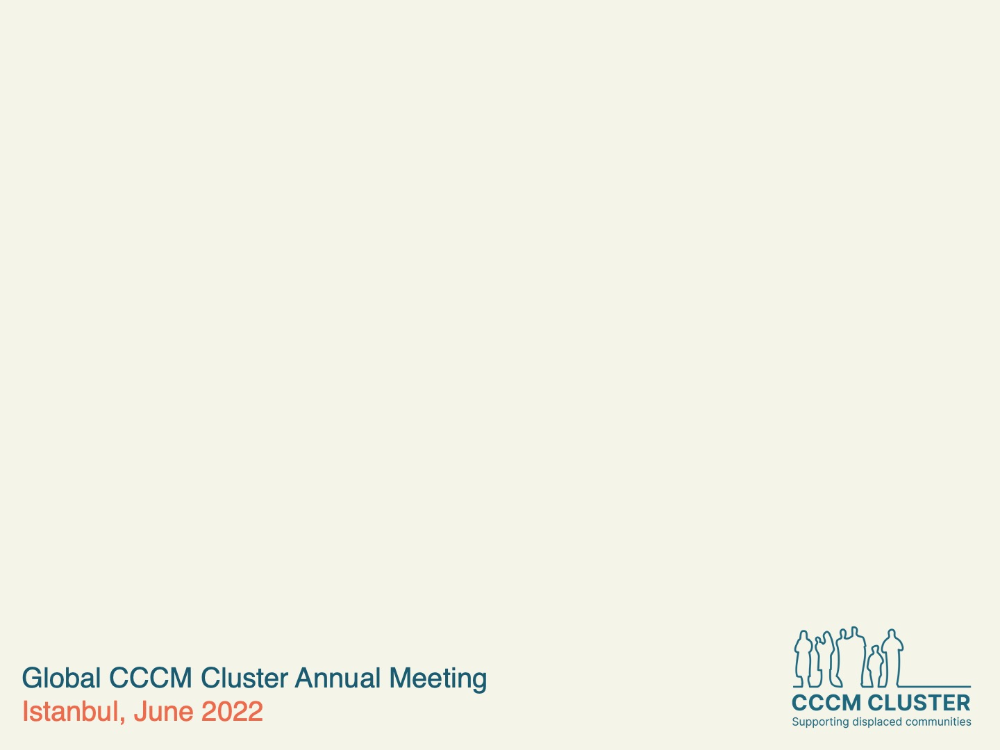 Global CCCM Cluster Annual Meeting
Istanbul, June 2022
CCCM CLUSTER
Supporting displaced communities